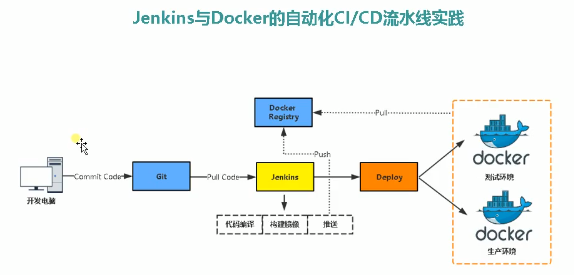 Jenkins与Docker的自动化CI/CD流水线实践
Docker
Registry
Pull
Push
docker
测试环境
开发电脑
Commit Code
Git
Pull Code
Jenkins
Deploy
代码编译
构建镜像
推送
docker
生产环境